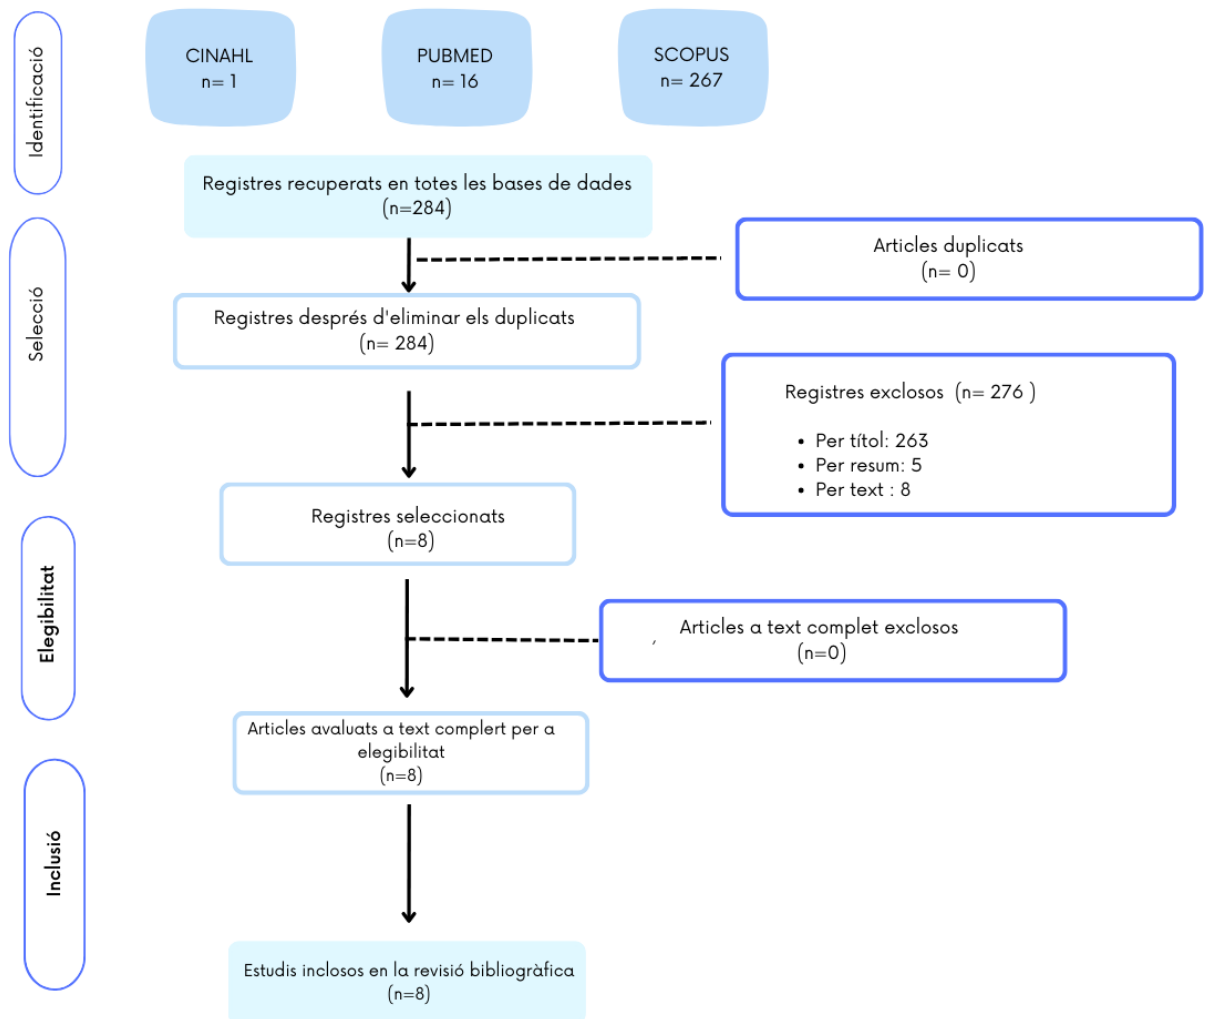 Identificació
CINAHL
n= 1
PUBMED
n= 16
SCOPUS
n= 267
Registres recuperats en totes les bases de dades
(n=284)
Selecció
Articles duplicats
(n= 0)
Registres després d'eliminar els duplicats
(n= 284)
Registres exclosos (n= 276 )
• Per títol: 263
• Per resum: 5
• Per text : 8
Registres seleccionats
(n=8)
Elegibilitat
Articles a text complet exclosos
(n=0)
Articles avaluats a text complert per a
elegibilitat
(n=8)
Inclusió
Estudis inclosos en la revisió bibliogràfica
(n=8)